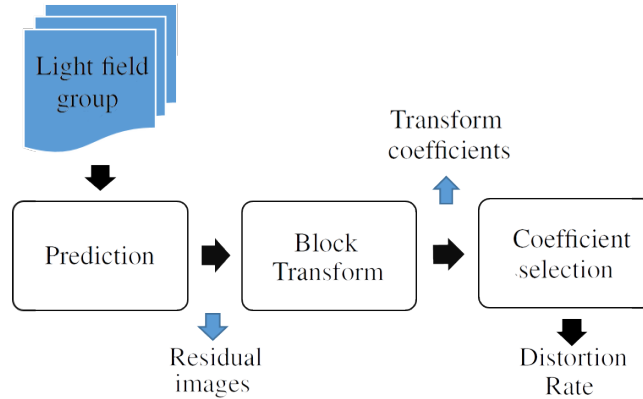 Light field
group
Transform
coefficients
Prediction
Block
Transform
Coefficient
selection
Residual
images
Distortion
Rate